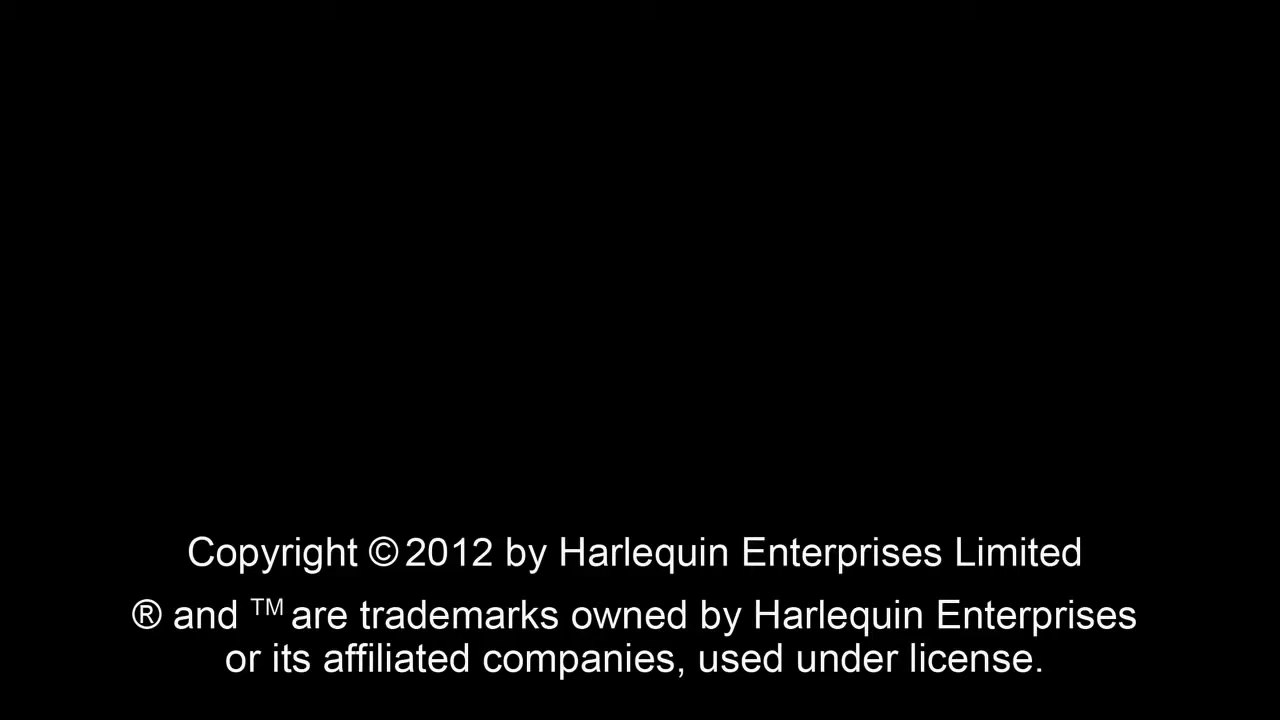 Copyright © 2012 by Harlequin Enterprises Limited
® and ™ are trademarks owned by Harlequin Enterprises
or its affiliated companies, used under license.